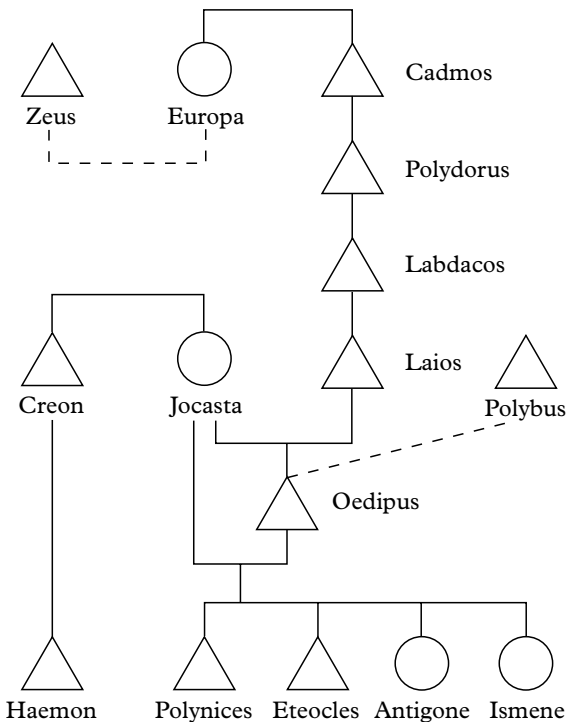 Cadmos
Zeus
Europa
Polydorus
Labdacos
Laios
Creon
Jocasta
Polybus
Oedipus
Haemon
Polynices
Eteocles
Antigone
Ismene